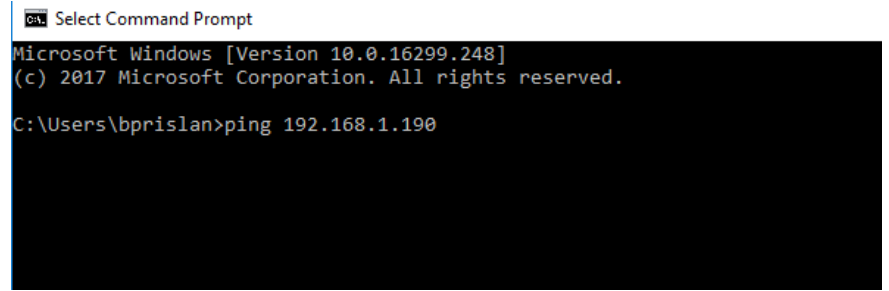 Select Command Prompt
Microsoft Windows [Version 10.0.16299.248]
(c) 2017 Microsoft Corporation. All rights reserved.
C:\Users\bprislan>ping 192.168.1.190